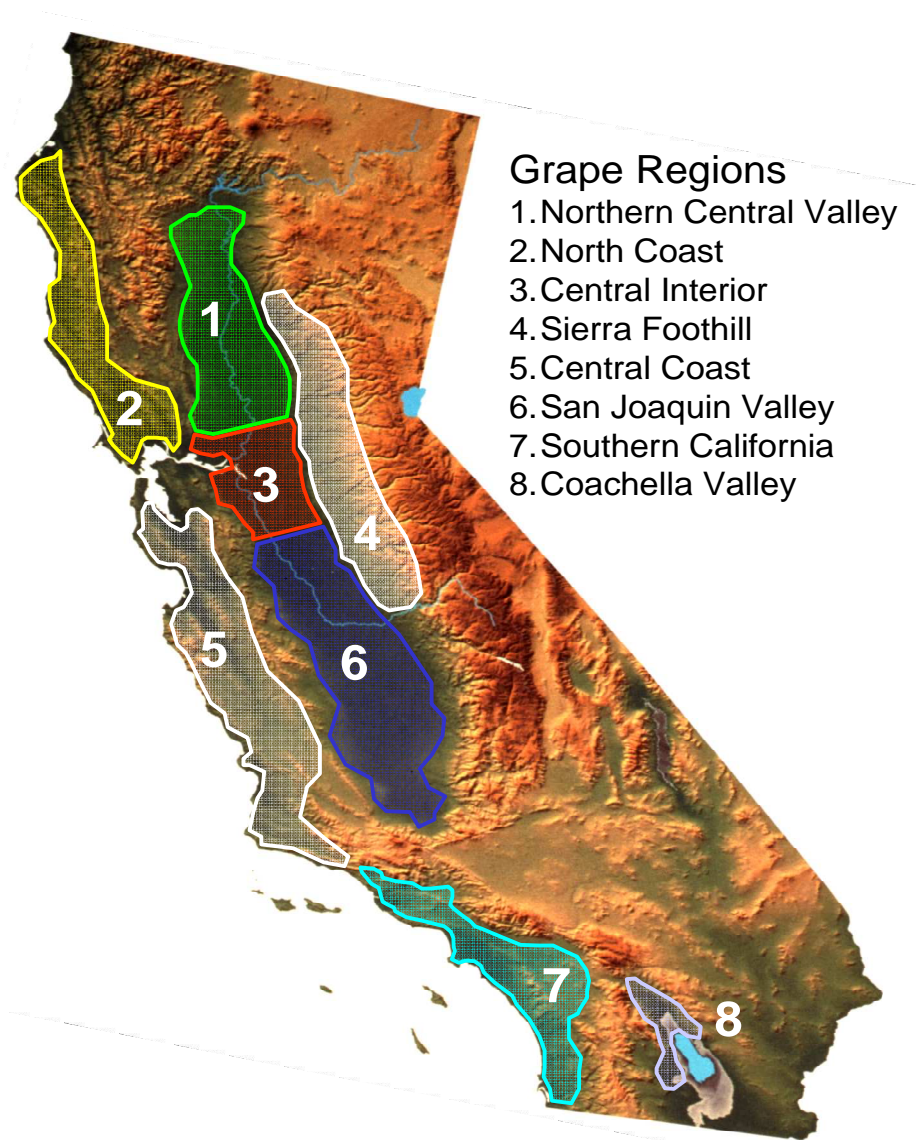 Grape Regions
1.Northern Central Valley
2.North Coast
3.Central Interior
4.Sierra Foothill
5.Central Coast
6.San Joaquin Valley
7.Southern California
8.Coachella Valley
1
2
3
4
5
6
7
8